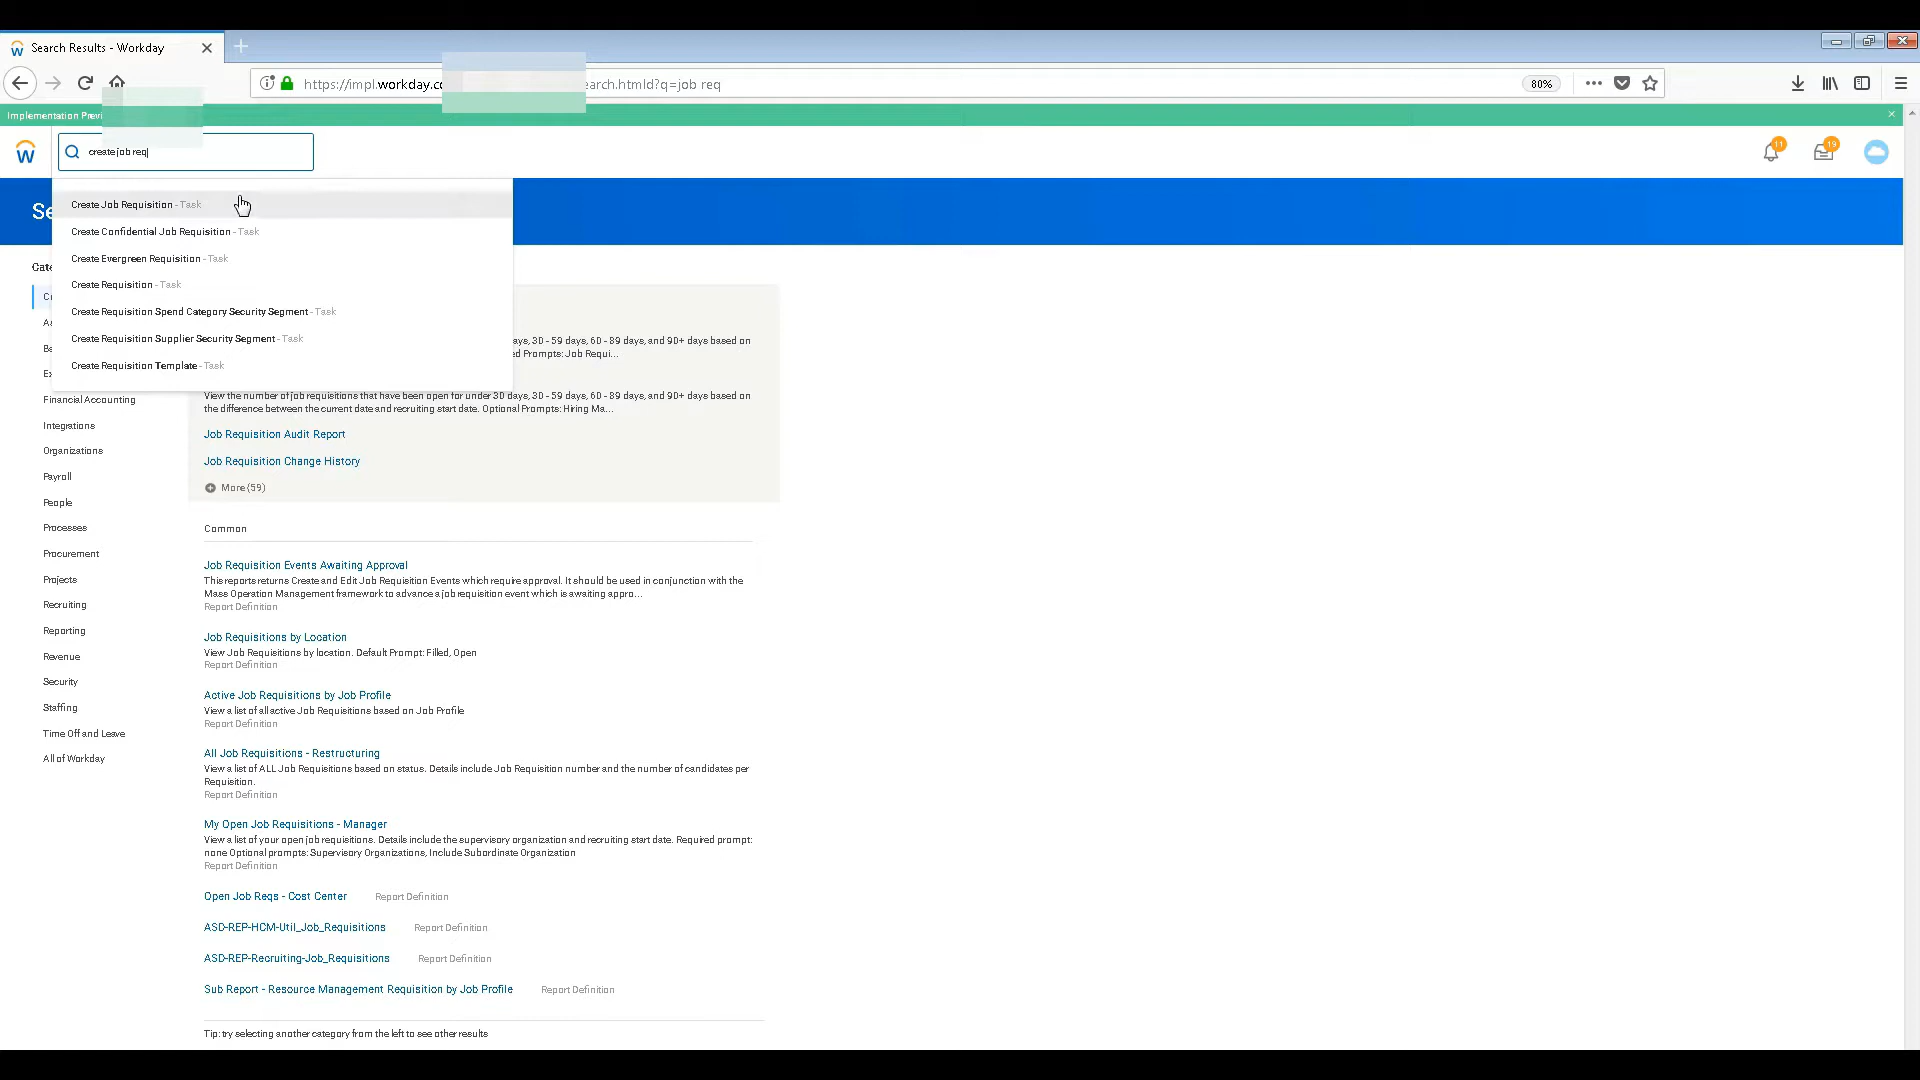 Search Results - Workday
https://impl.workday.co
earch.htmld?q=job req
80%
Implementation Previ
create job req
11
19
Se
Create Job Requisition - Task
Create Confidential Job Requisition - Task
Create Evergreen Requisition - Task
Create Requisition - Task
Create Requisition Spend Category Security Segment - Task
Create Requisition Supplier Security Segment - Task
Create Requisition Template - Task
Cate
As
Ba
Financial Accounting
Integrations
Organizations
Payroll
People
Processes
Procurement
Projects
Recruiting
Reporting
Revenue
Security
Staffing
Time Off and Leave
All of Workday
ays, 30 - 59 days, 60 - 89 days, and 90+ days based on
ed Prompts: Job Requi...
View the number of job requisitions that have been open for under 30 days, 30 - 59 days, 60 - 89 days, and 90+ days based on
the difference between the current date and recruiting start date. Optional Prompts: Hiring Ma...
Job Requisition Audit Report
Job Requisition Change History
More (59)
Common
Job Requisition Events Awaiting Approval
This reports returns Create and Edit Job Requisition Events which require approval. It should be used in conjunction with the
Mass Operation Management framework to advance a job requisition event which is awaiting appro...
Report Definition
Job Requisitions by Location
View Job Requisitions by location. Default Prompt: Filled, Open
Report Definition
Active Job Requisitions by Job Profile
View a list of all active Job Requisitions based on Job Profile
Report Definition
All Job Requisitions - Restructuring
View a list of ALL Job Requisitions based on status. Details include Job Requisition number and the number of candidates per
Requisition.
Report Definition
My Open Job Requisitions - Manager
View a list of your open job requisitions. Details include the supervisory organization and recruiting start date. Required prompt:
none Optional prompts: Supervisory Organizations, Include Subordinate Organization
Report Definition
Open Job Reqs - Cost Center Report Definition
ASD-REP-HCM-Util_Job_Requisitions Report Definition
ASD-REP-Recruiting-Job_Requisitions Report Definition
Sub Report - Resource Management Requisition by Job Profile Report Definition
Tip: try selecting another category from the left to see other results